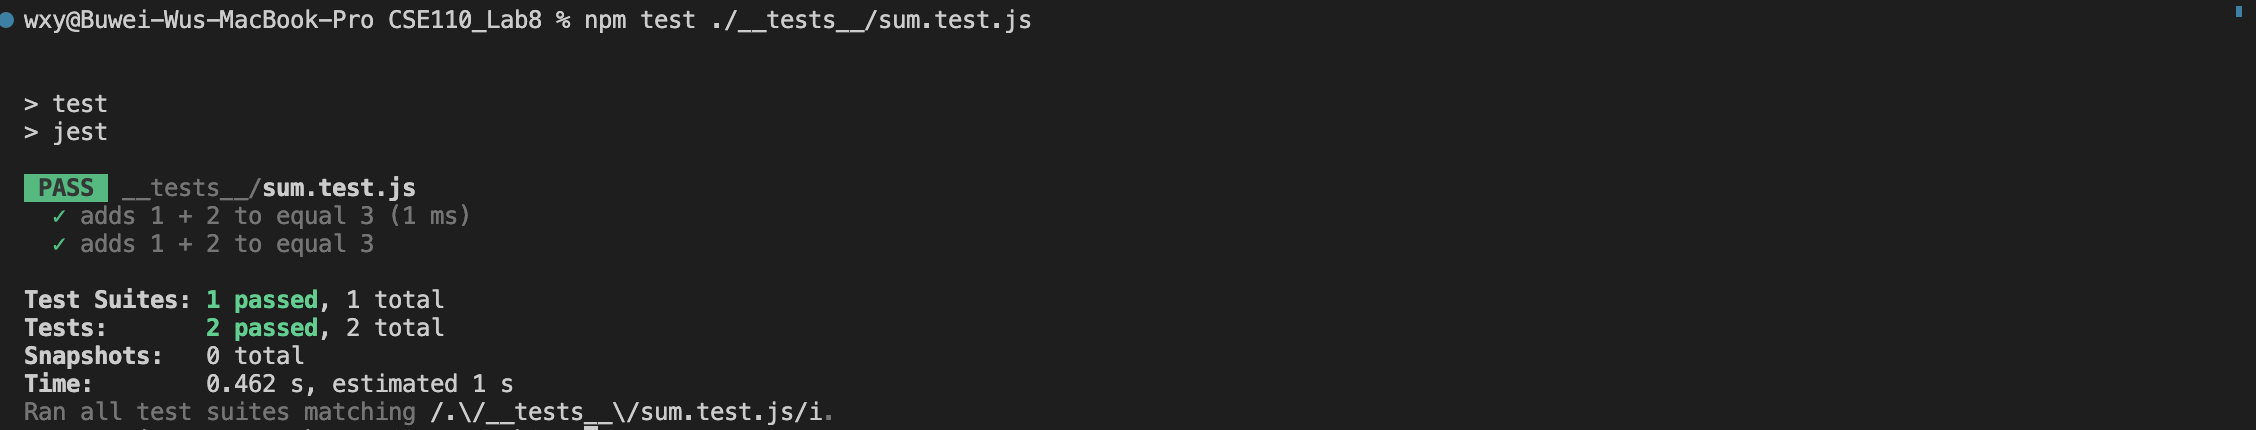 wxy@Buwei-Wus-MacBook-Pro CSE110_Lab8 % npm test ./__tests__/sum.test.js
> test
> jest
PASS __tests__/sum.test.js
✓ adds 1 + 2 to equal 3 (1 ms)
✓ adds 1 + 2 to equal 3
Test Suites: 1 passed, 1 total
Tests: 2 passed, 2 total
Snapshots: 0 total
Time: 0.462 s, estimated 1 s
Ran all test suites matching /.\/__tests__\/sum.test.js/i.